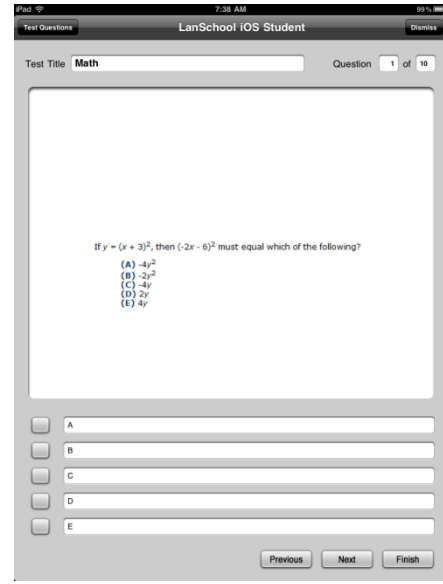 iPad 7:38 AM 99%
Test Questions LanSchool iOS Student Dismiss
Test Title Math Question 1 of 10
If y = (x + 3)², then (-2x - 6)² must equal which of the following?
(A) -4y²
(B) -2y²
(C) -4y
(D) 2y
(E) 4y
A
B
C
D
E
Previous Next Finish